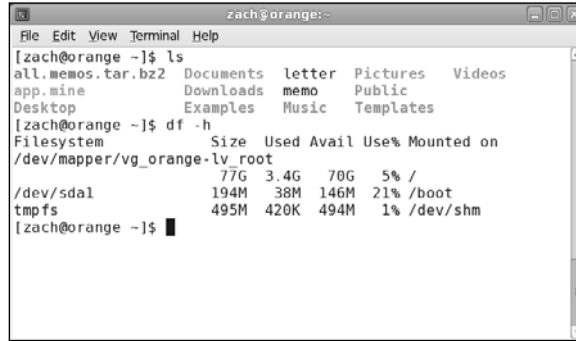 zach@orange:~
File Edit View Terminal Help
[zach@orange ~]$ ls
all.memos.tar.bz2 Documents letter Pictures Videos
app.mine Downloads memo Public
Desktop Examples Music Templates
[zach@orange ~]$ df -h
Filesystem Size Used Avail Use% Mounted on
/dev/mapper/vg_orange-lv_root
77G 3.4G 70G 5% /
/dev/sda1 194M 38M 146M 21% /boot
tmpfs 495M 420K 494M 1% /dev/shm
[zach@orange ~]$